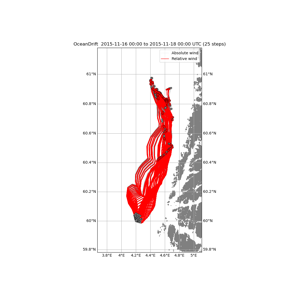 OceanDrift 2015-11-16 00:00 to 2015-11-18 00:00 UTC (25 steps)
Absolute wind
Relative wind
61°N 61°N
60.8°N 60.8°N
60.6°N 60.6°N
60.4°N 60.4°N
60.2°N 60.2°N
60°N 60°N
59.8°N 59.8°N
3.8°E 4°E 4.2°E 4.4°E 4.6°E 4.8°E 5°E